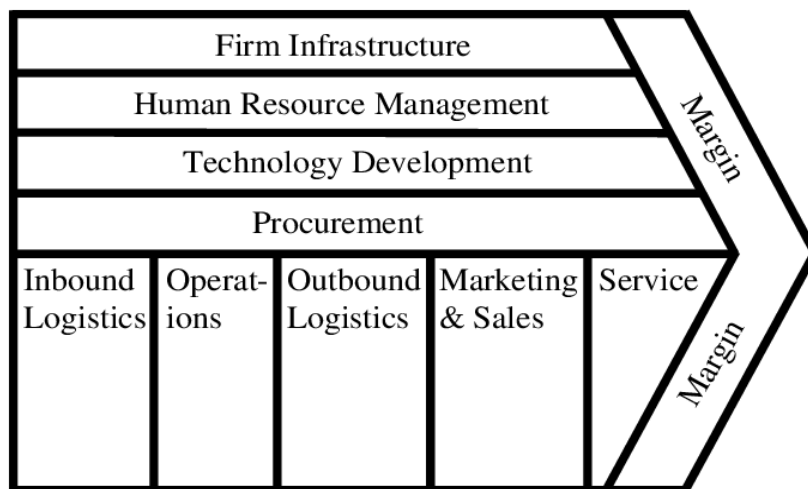 Firm Infrastructure
Human Resource Management
Technology Development
Procurement
Margin
Inbound
Logistics
Operat-
ions
Outbound
Logistics
Marketing
& Sales
Service
Margin